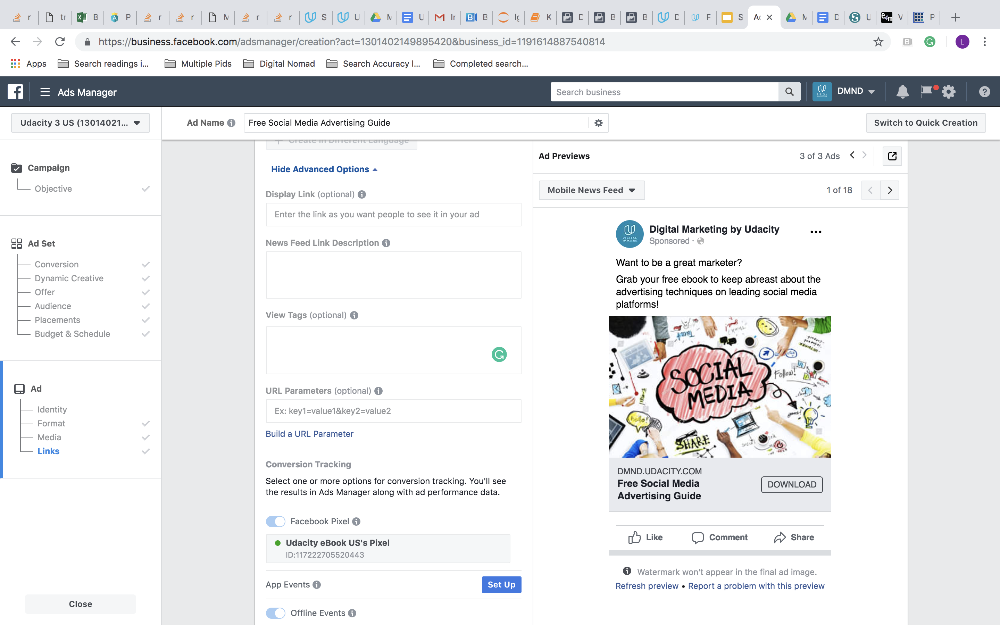 r
tr
B
P
r
r
M
r
r
S
U
M
U
Ir
B
Ig
K
D
B
B
D
F
S
Ac
M
D
U
V
P
https://business.facebook.com/adsmanager/creation?act=1301402149895420&business_id=1191614887540814
L
Apps
Search readings i...
Multiple Pids
Digital Nomad
Search Accuracy I...
Completed search...
Ads Manager
Search business
DMND
Udacity 3 US (13014021...
Ad Name
Free Social Media Advertising Guide
Switch to Quick Creation
Campaign
Objective
Ad Set
Conversion
Dynamic Creative
Offer
Audience
Placements
Budget & Schedule
Ad
Identity
Format
Media
Links
Close
+ Create in Different Language
Hide Advanced Options
Display Link (optional)
Enter the link as you want people to see it in your ad
News Feed Link Description
View Tags (optional)
URL Parameters (optional)
Ex: key1=value1&key2=value2
Build a URL Parameter
Conversion Tracking
Select one or more options for conversion tracking. You'll see
the results in Ads Manager along with ad performance data.
Facebook Pixel
Udacity eBook US's Pixel
ID:117222705520443
App Events
Set Up
Offline Events
Ad Previews
3 of 3 Ads
Mobile News Feed
1 of 18
DIGITAL
MARKETING
Digital Marketing by Udacity
Sponsored ·
Want to be a great marketer?
Grab your free ebook to keep abreast about the
advertising techniques on leading social media
platforms!
Tweet
SOCIAL
MEDIA
Follow!
hello!
SHARE
DMND.UDACITY.COM
Free Social Media
Advertising Guide
DOWNLOAD
Like
Comment
Share
Watermark won't appear in the final ad image.
Refresh preview • Report a problem with this preview